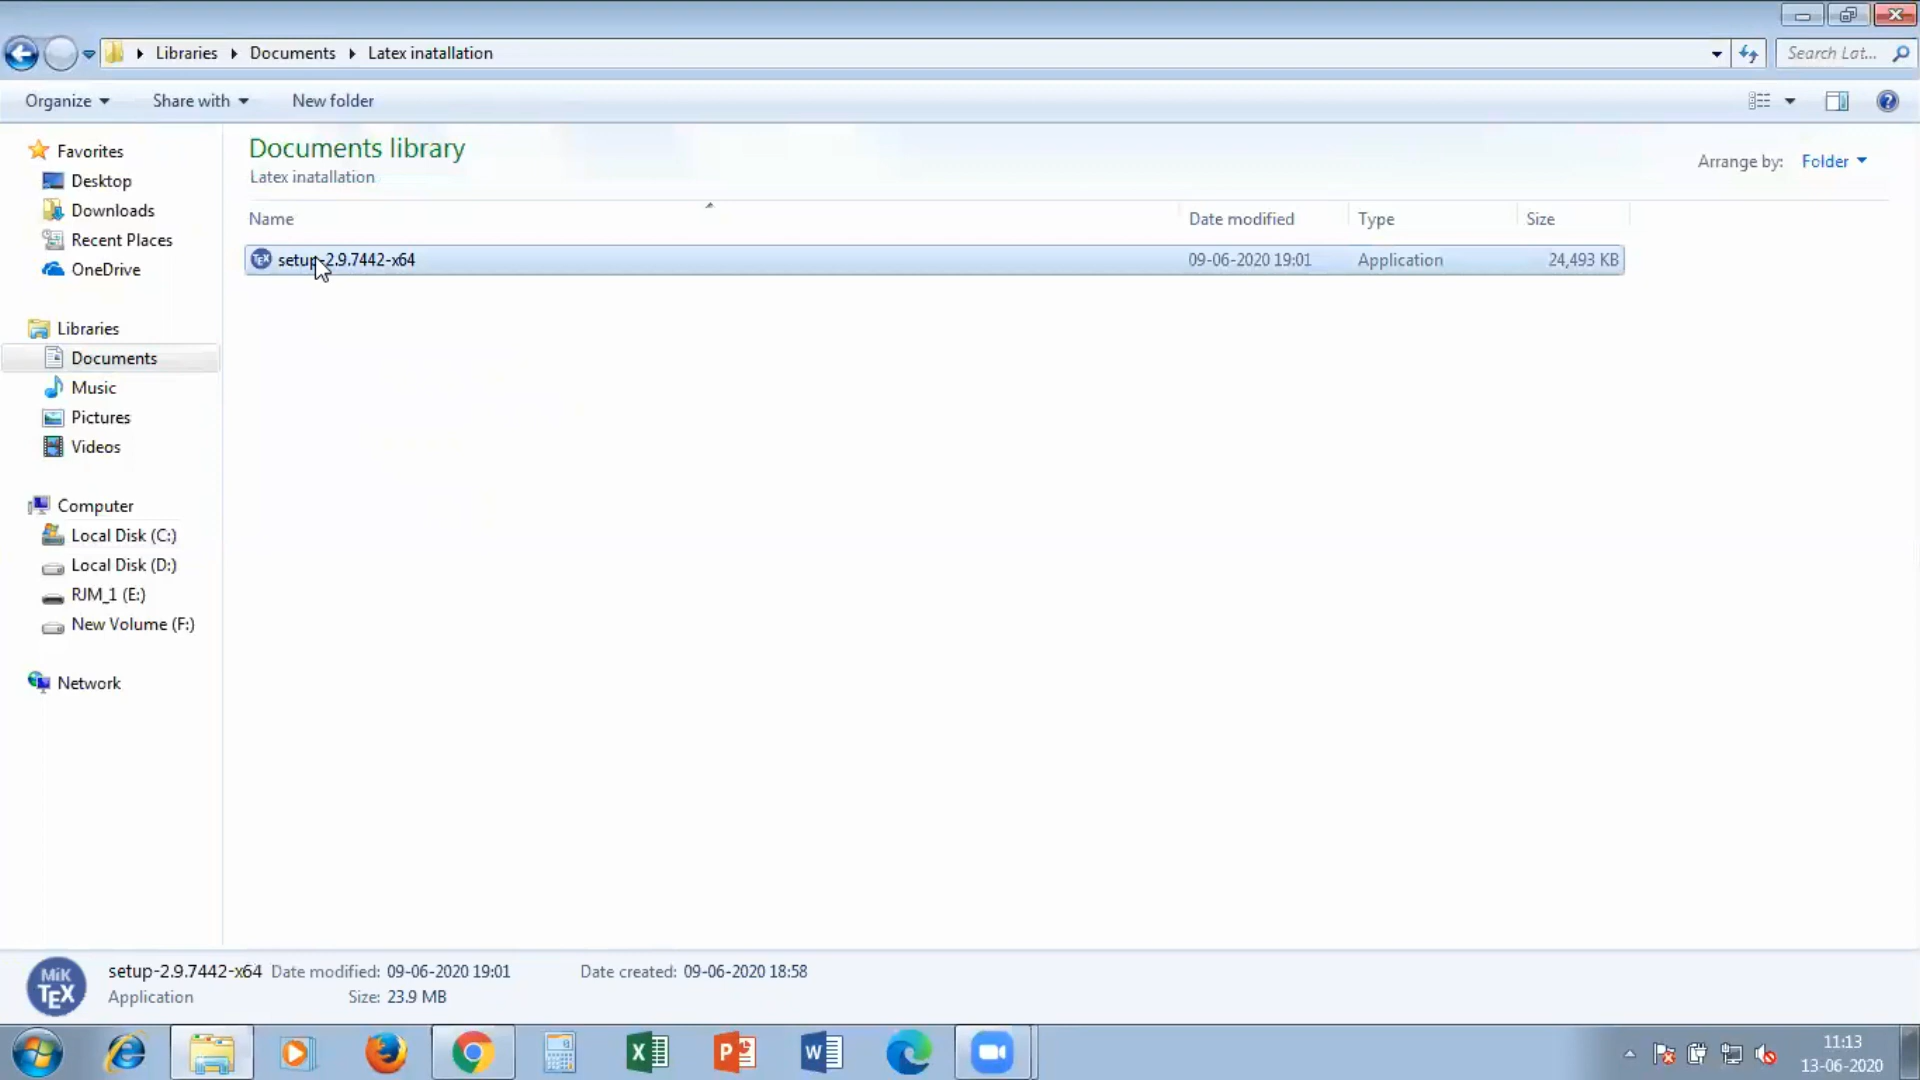 Libraries Documents Latex inatallation
Search Lat...
Organize Share with New folder
Documents library
Latex inatallation
Arrange by: Folder
Name Date modified Type Size
setup-2.9.7442-x64 09-06-2020 19:01 Application 24,493 KB
Favorites
Desktop
Downloads
Recent Places
OneDrive
Libraries
Documents
Music
Pictures
Videos
Computer
Local Disk (C:)
Local Disk (D:)
RJM_1 (E:)
New Volume (F:)
Network
MiK
TEX
setup-2.9.7442-x64 Date modified: 09-06-2020 19:01 Date created: 09-06-2020 18:58
Application Size: 23.9 MB
11:13
13-06-2020